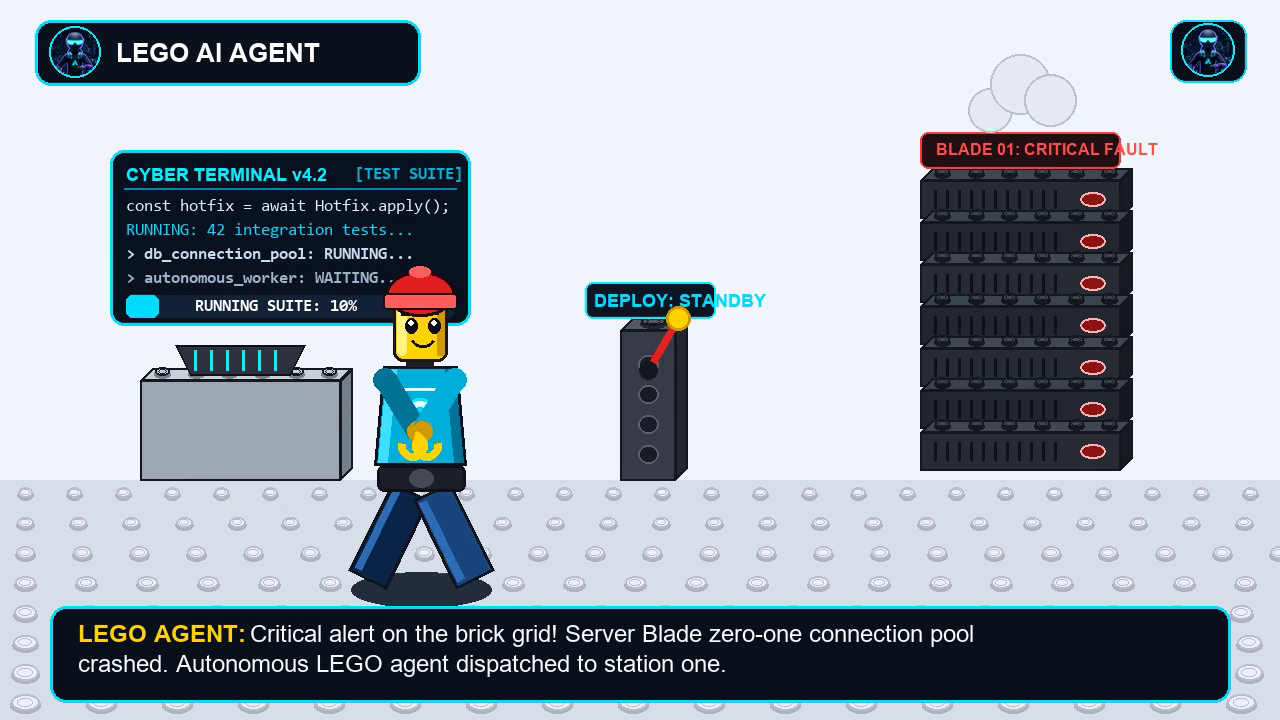 LEGO AI AGENT
BLADE 01: CRITICAL FAULT
CYBER TERMINAL v4.2 [TEST SUITE]
const hotfix = await Hotfix.apply();
RUNNING: 42 integration tests...
> db_connection_pool: RUNNING...
> autonomous_worker: WAITING..
RUNNING SUITE: 10%
DEPLOY: STANDBY
LEGO AGENT: Critical alert on the brick grid! Server Blade zero-one connection pool
crashed. Autonomous LEGO agent dispatched to station one.